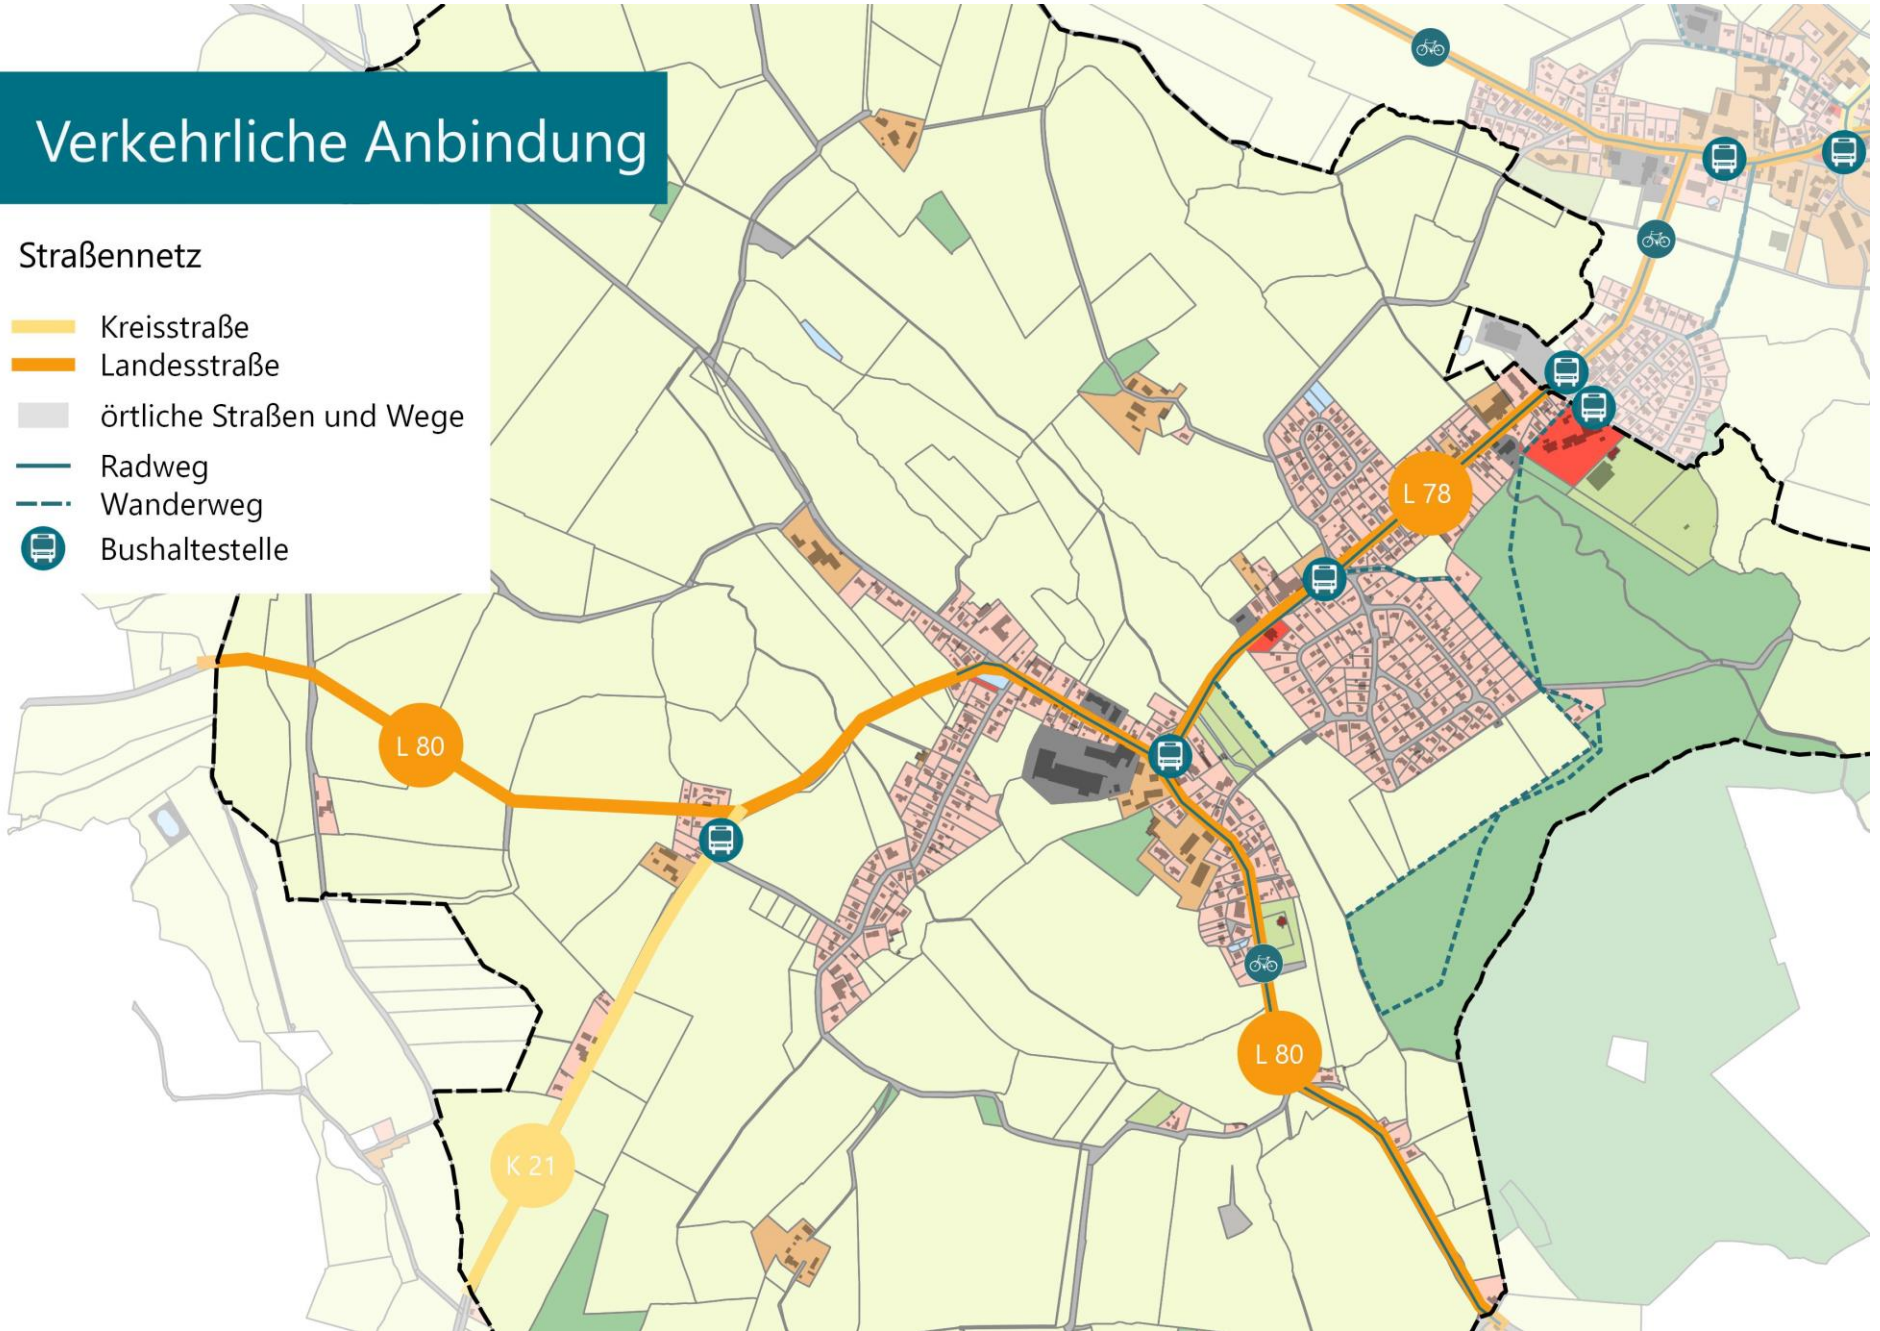 Verkehrliche Anbindung
Straßennetz
Kreisstraße
Landesstraße
örtliche Straßen und Wege
Radweg
Wanderweg
Bushaltestelle
L 78
L 80
L 80
K 21